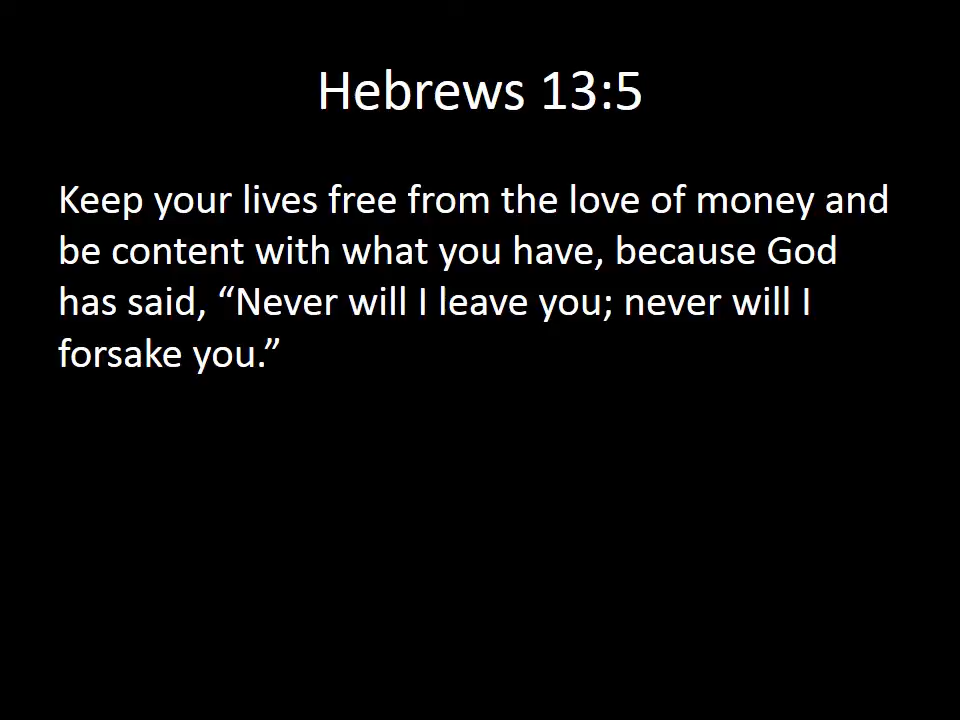 Hebrews 13:5
Keep your lives free from the love of money and
be content with what you have, because God
has said, “Never will I leave you; never will I
forsake you.”